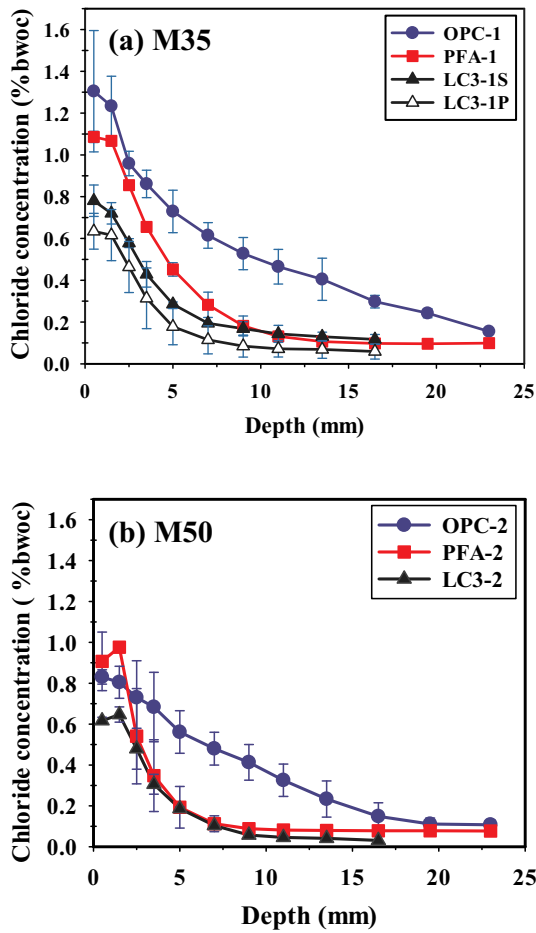 (a) M35
OPC-1
PFA-1
LC3-1S
LC3-1P
Chloride concentration (%bwoc)
1.6
1.4
1.2
1.0
0.8
0.6
0.4
0.2
0.0
0 5 10 15 20 25
Depth (mm)
(b) M50
OPC-2
PFA-2
LC3-2
Chloride concentration ( %bwoc)
1.6
1.4
1.2
1.0
0.8
0.6
0.4
0.2
0.0
0 5 10 15 20 25
Depth (mm)